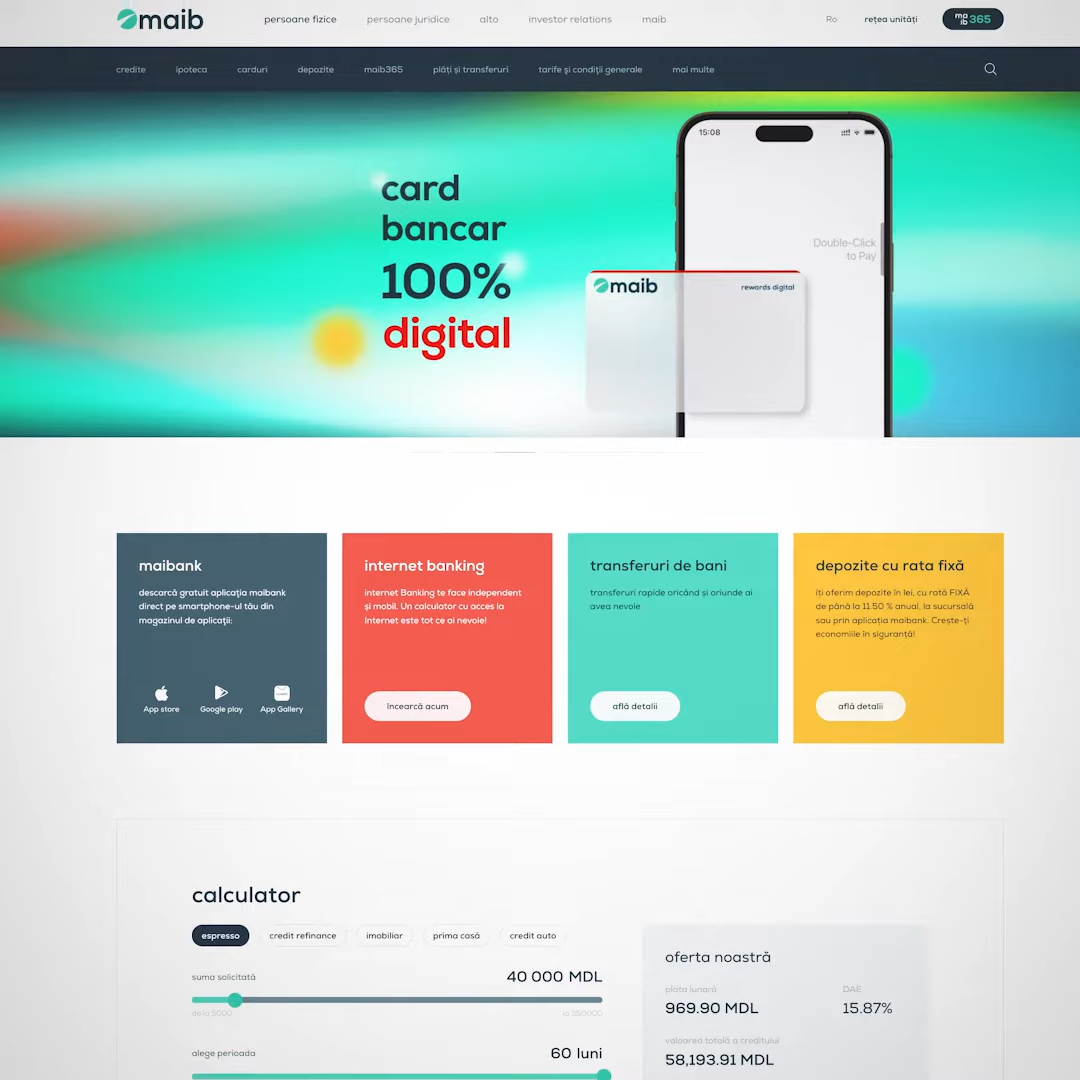 maib
persoane fizice
persoane juridice
alto
investor relations
maib
Ro
rețea unități
ma
ib 365
credite
ipoteca
carduri
depozite
maib365
plăți și transferuri
tarife și condiții generale
mai multe
card
bancar
100%
digital
15:08
Double-Click
to Pay
maib
rewards digital
maibank
descarcă gratuit aplicația maibank
direct pe smartphone-ul tău din
magazinul de aplicații:
App store
Google play
App Gallery
internet banking
internet Banking te face independent
și mobil. Un calculator cu acces la
Internet este tot ce ai nevoie!
încearcă acum
transferuri de bani
transferuri rapide oricând și oriunde ai
avea nevoie
află detalii
depozite cu rata fixă
îți oferim depozite în lei, cu rată FIXĂ
de până la 11.50 % anual, la sucursală
sau prin aplicația maibank. Crește-ți
economiile în siguranță!
află detalii
calculator
espresso
credit refinance
imobiliar
prima casă
credit auto
suma solicitată
40 000 MDL
de la 5000
la 350000
alege perioada
60 luni
oferta noastră
plata lunară
DAE
969.90 MDL
15.87%
valoarea totală a creditului
58,193.91 MDL